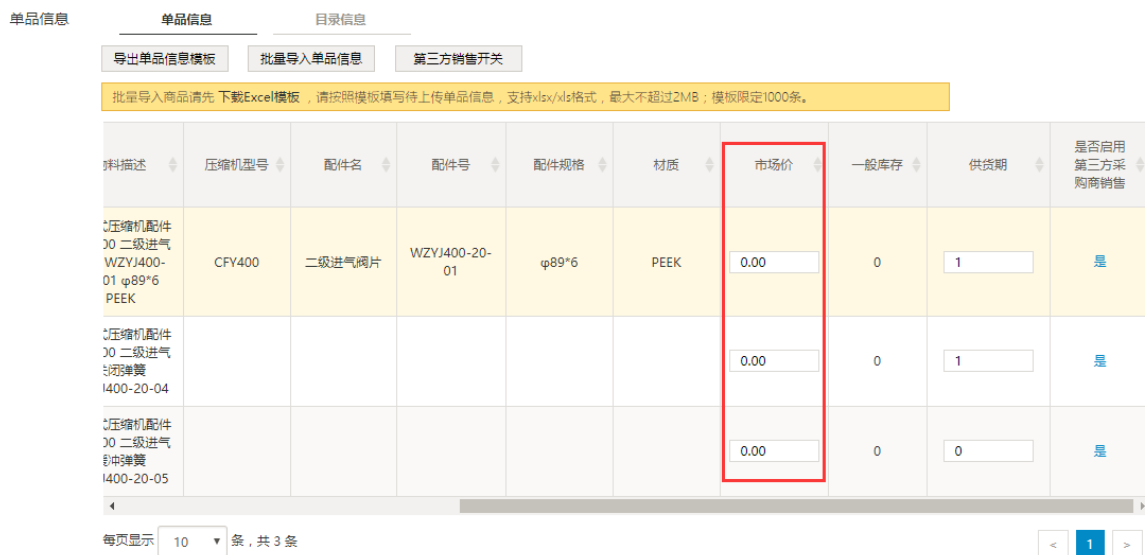 单品信息
单品信息 目录信息
导出单品信息模板 批量导入单品信息 第三方销售开关
批量导入商品请先 下载Excel模板 ，请按照模板填写待上传单品信息，支持xlsx/xls格式，最大不超过2MB；模板限定1000条。
料描述 压缩机型号 配件名 配件号 配件规格 材质 市场价 一般库存 供货期 是否启用
第三方采
购商销售
式压缩机配件
00 二级进气
WZYJ400-
01 φ89*6
PEEK
CFY400 二级进气阀片 WZYJ400-20-
01
φ89*6 PEEK 0.00 0 1 是
式压缩机配件
00 二级进气
关闭弹簧
J400-20-04
0.00 0 1 是
式压缩机配件
00 二级进气
缓冲弹簧
J400-20-05
0.00 0 0 是
每页显示 10 条，共 3 条
< 1 >